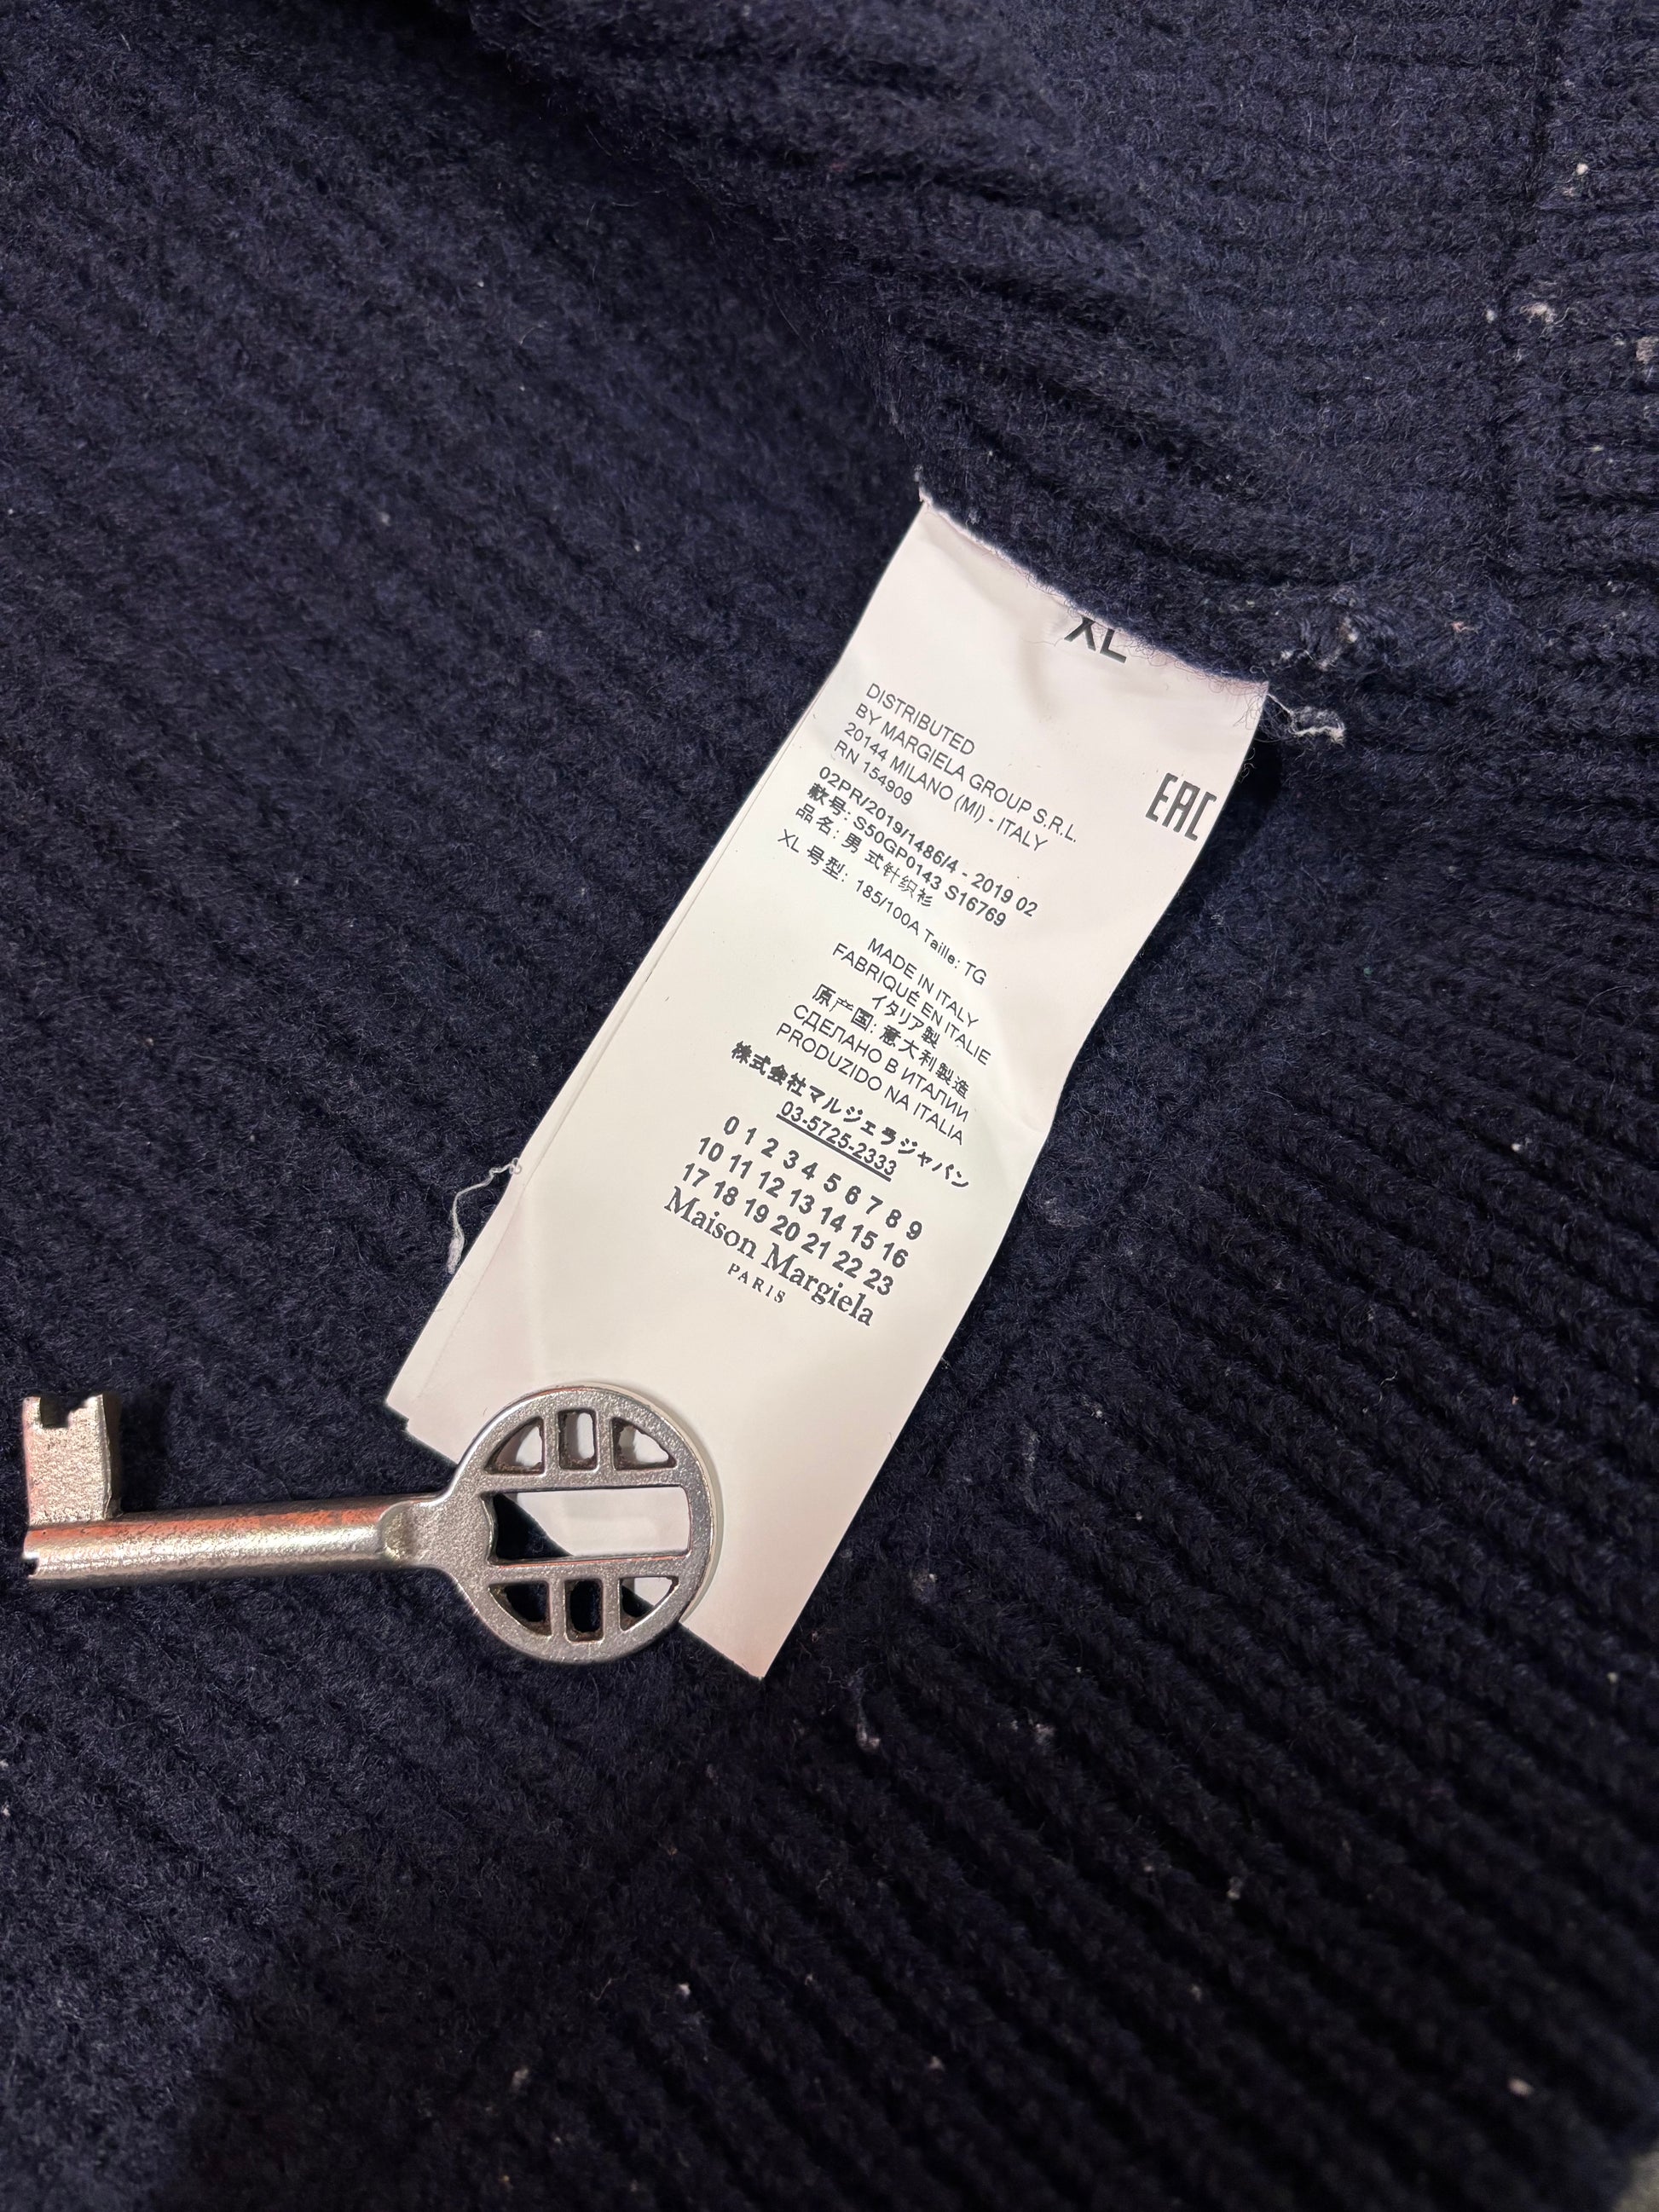 XL
EAC
DISTRIBUTED
BY MARGIELA GROUP S.R.L.
20144 MILANO (MI) - ITALY
RN 154909
02PR/2019/1486/4 - 2019 02
款号: S50GP0143 S16769
品名: 男 式针织衫
XL 号型: 185/100A Taille: TG
MADE IN ITALY
FABRIQUÉ EN ITALIE
イタリア製
原产国: 意大利製造
СДЕЛАНО В ИТАЛИИ
PRODUZIDO NA ITALIA
株式会社マルジェラジャパン
03-5725-2333
0 1 2 3 4 5 6 7 8 9
10 11 12 13 14 15 16
17 18 19 20 21 22 23
Maison Margiela
PARIS